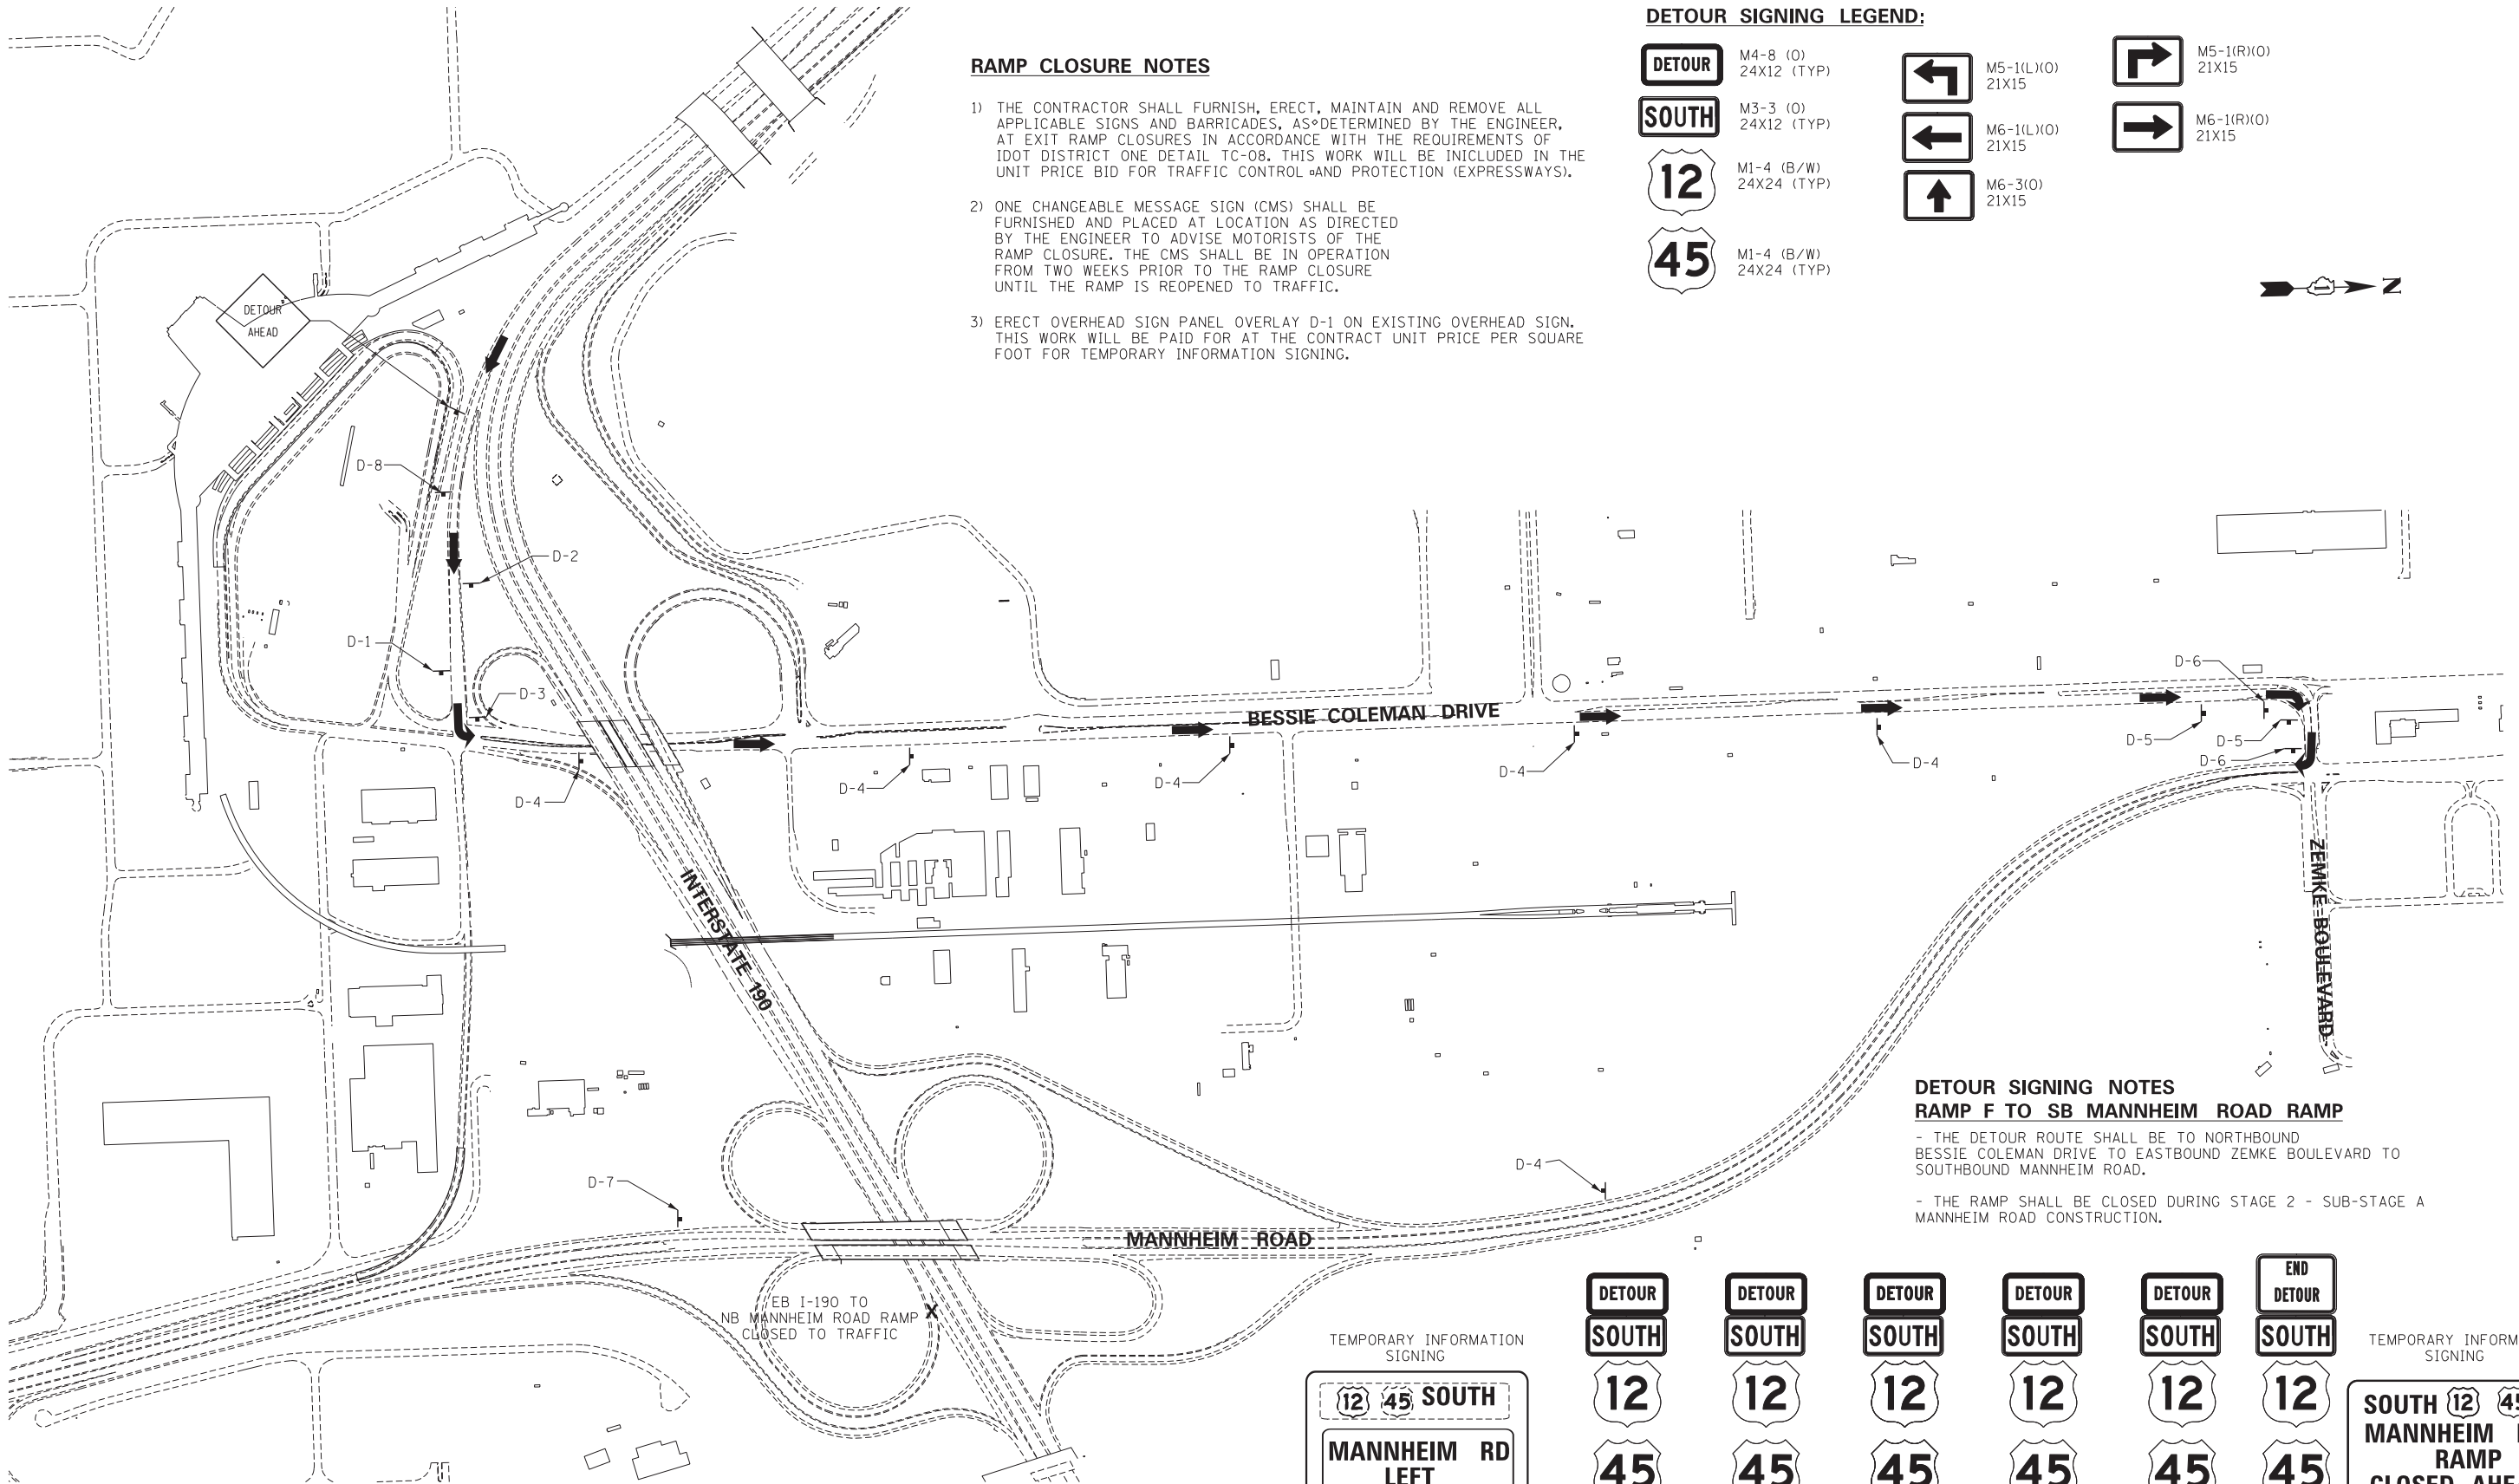 RAMP CLOSURE NOTES
1) THE CONTRACTOR SHALL FURNISH, ERECT, MAINTAIN AND REMOVE ALL
APPLICABLE SIGNS AND BARRICADES, AS DETERMINED BY THE ENGINEER,
AT EXIT RAMP CLOSURES IN ACCORDANCE WITH THE REQUIREMENTS OF
IDOT DISTRICT ONE DETAIL TC-08. THIS WORK WILL BE INICLUDED IN THE
UNIT PRICE BID FOR TRAFFIC CONTROL AND PROTECTION (EXPRESSWAYS).
2) ONE CHANGEABLE MESSAGE SIGN (CMS) SHALL BE
FURNISHED AND PLACED AT LOCATION AS DIRECTED
BY THE ENGINEER TO ADVISE MOTORISTS OF THE
RAMP CLOSURE. THE CMS SHALL BE IN OPERATION
FROM TWO WEEKS PRIOR TO THE RAMP CLOSURE
UNTIL THE RAMP IS REOPENED TO TRAFFIC.
3) ERECT OVERHEAD SIGN PANEL OVERLAY D-1 ON EXISTING OVERHEAD SIGN.
THIS WORK WILL BE PAID FOR AT THE CONTRACT UNIT PRICE PER SQUARE
FOOT FOR TEMPORARY INFORMATION SIGNING.
DETOUR SIGNING LEGEND:
DETOUR
M4-8 (O)
24X12 (TYP)
SOUTH
M3-3 (O)
24X12 (TYP)
12
M1-4 (B/W)
24X24 (TYP)
45
M1-4 (B/W)
24X24 (TYP)
M5-1(L)(O)
21X15
M6-1(L)(O)
21X15
M6-3(O)
21X15
M5-1(R)(O)
21X15
M6-1(R)(O)
21X15
N
DETOUR
AHEAD
D-8
D-2
D-1
D-3
D-4
D-4
D-4
D-4
D-4
BESSIE COLEMAN DRIVE
D-6
D-5
D-5
D-6
ZEMKE BOULEVARD
INTERSTATE 190
D-7
D-4
MANNHEIM ROAD
EB I-190 TO
NB MANNHEIM ROAD RAMP
CLOSED TO TRAFFIC
X
DETOUR SIGNING NOTES
RAMP F TO SB MANNHEIM ROAD RAMP
- THE DETOUR ROUTE SHALL BE TO NORTHBOUND
BESSIE COLEMAN DRIVE TO EASTBOUND ZEMKE BOULEVARD TO
SOUTHBOUND MANNHEIM ROAD.
- THE RAMP SHALL BE CLOSED DURING STAGE 2 - SUB-STAGE A
MANNHEIM ROAD CONSTRUCTION.
TEMPORARY INFORMATION
SIGNING
12 45 SOUTH
MANNHEIM RD
LEFT
DETOUR
SOUTH
12
45
DETOUR
SOUTH
12
45
DETOUR
SOUTH
12
45
DETOUR
SOUTH
12
45
DETOUR
SOUTH
12
45
END
DETOUR
SOUTH
12
45
TEMPORARY
SIGNING
SOUTH 12 45
MANNHEIM
RAMP
CLOSED